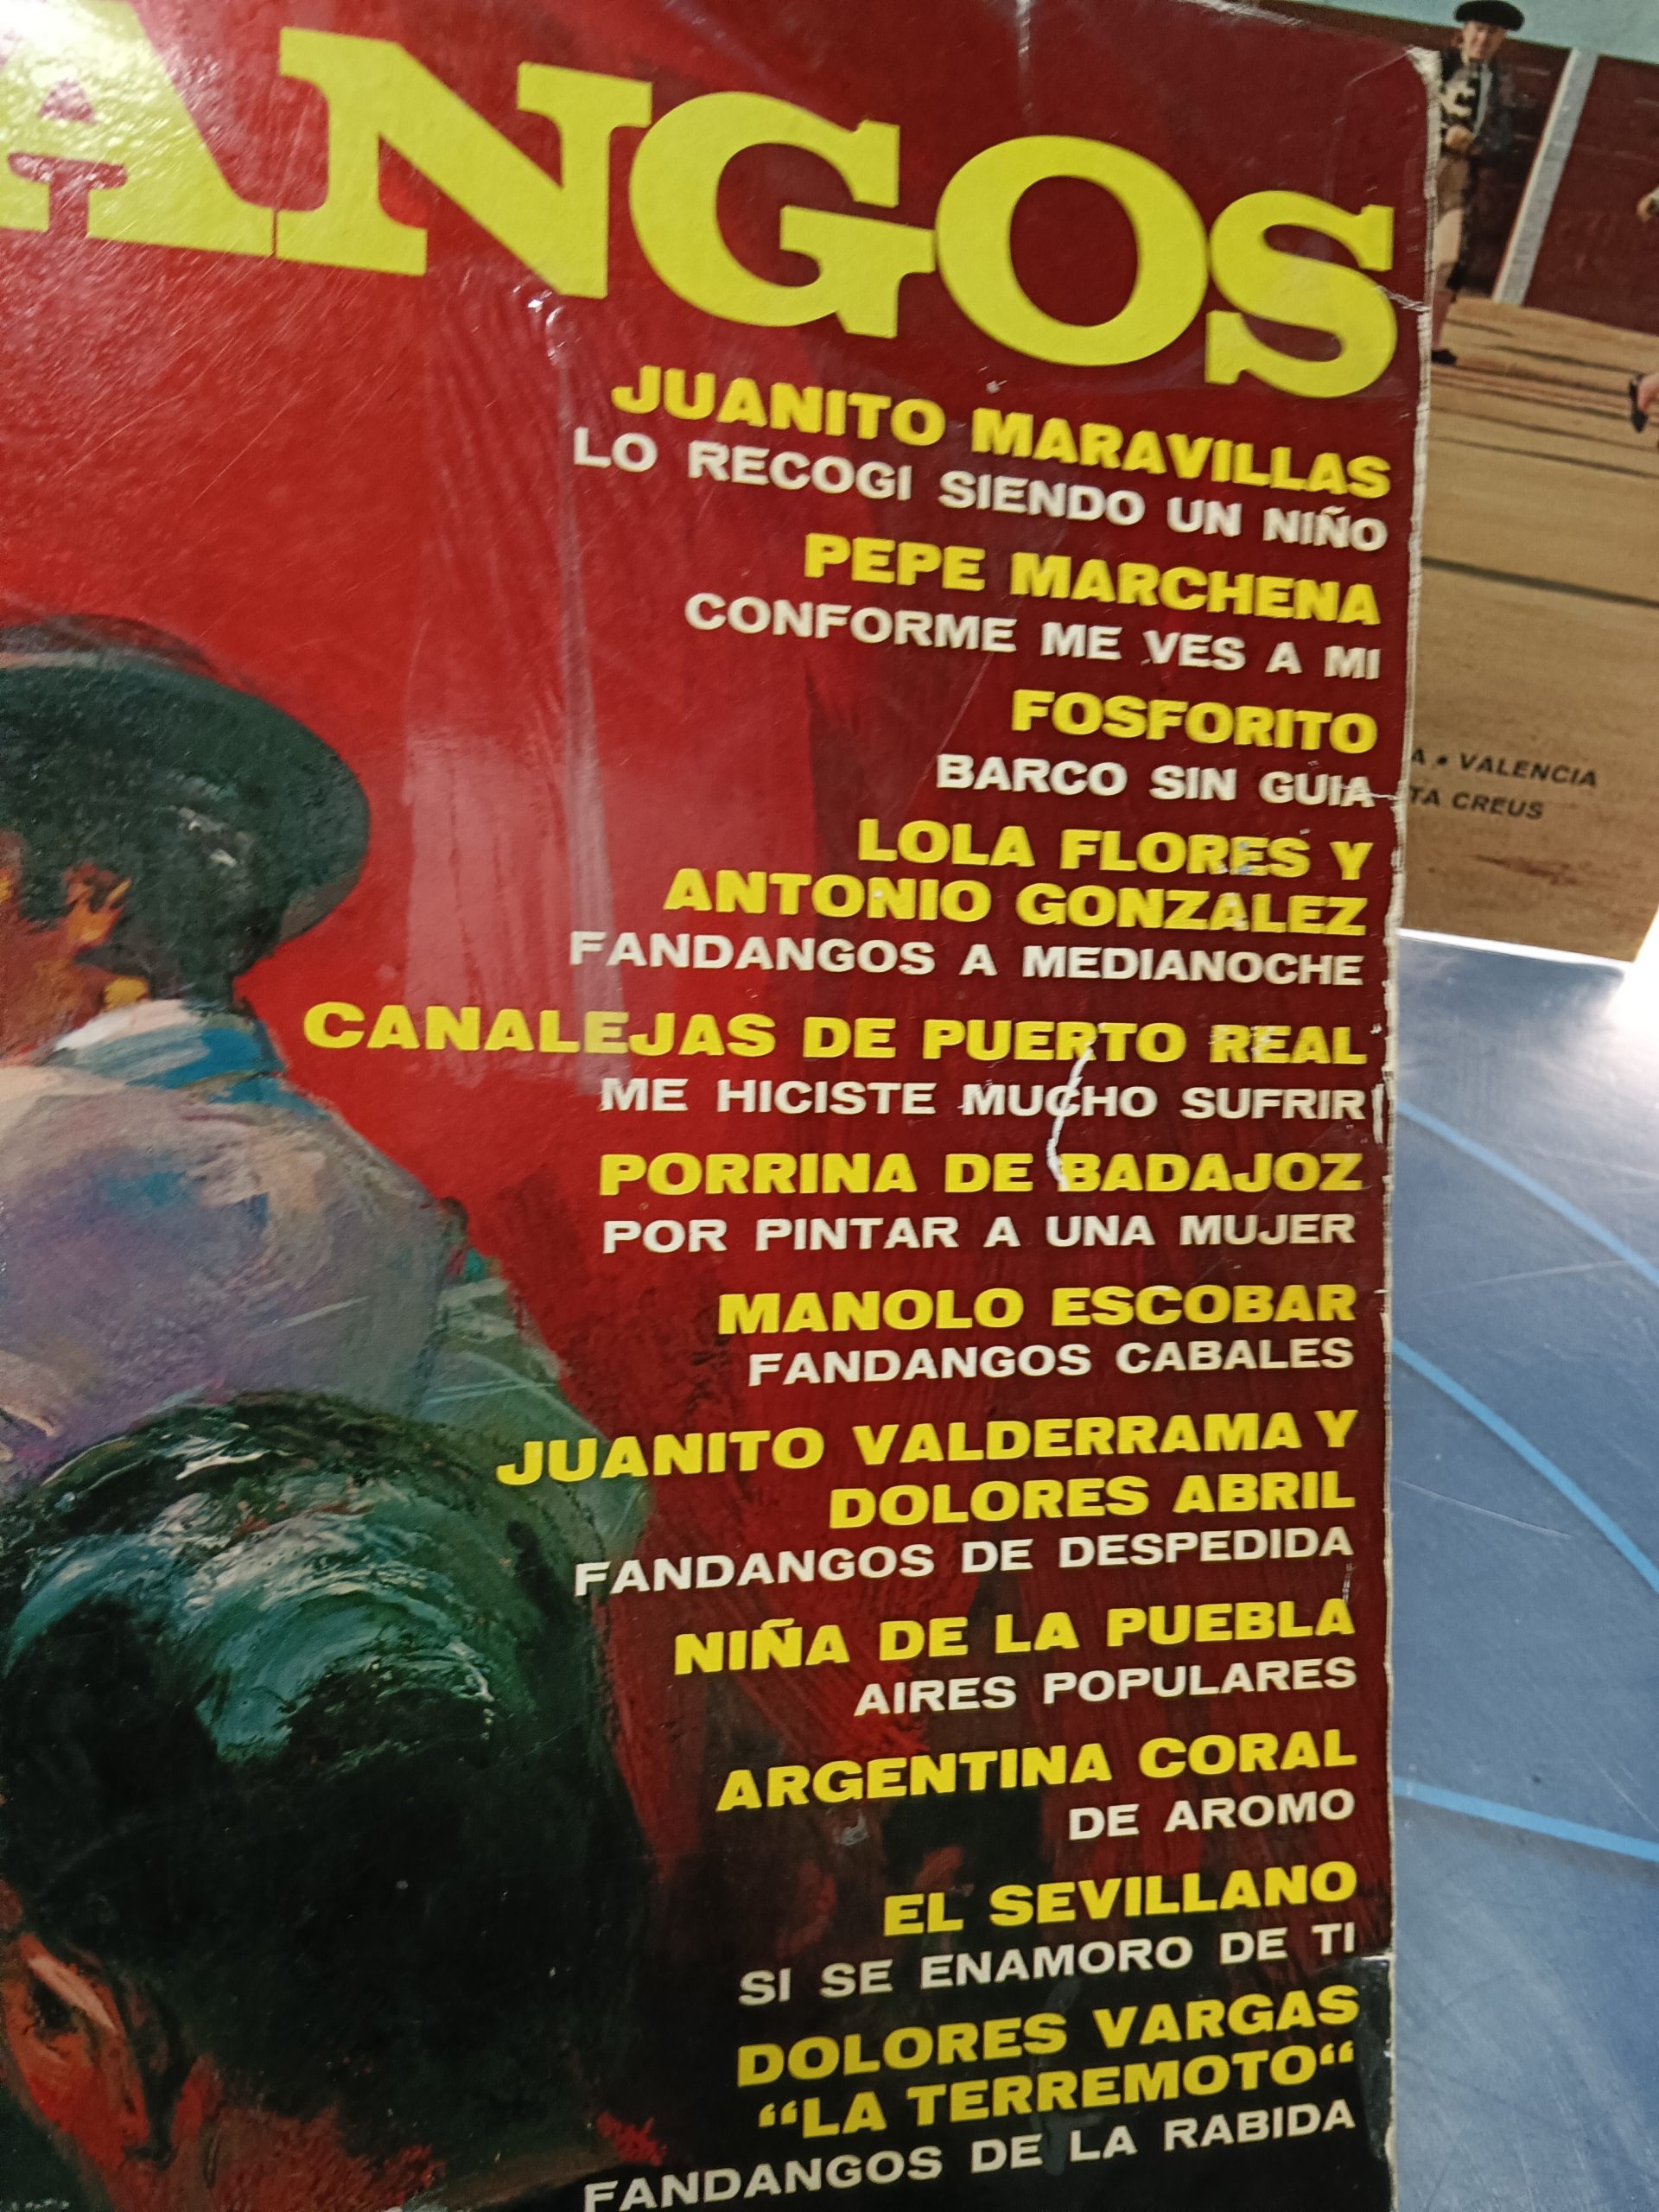 ANGOS
JUANITO MARAVILLAS
LO RECOGI SIENDO UN NIÑO
PEPE MARCHENA
CONFORME ME VES A MI
FOSFORITO
BARCO SIN GUIA
LOLA FLORES Y
ANTONIO GONZALEZ
FANDANGOS A MEDIANOCHE
CANALEJAS DE PUERTO REAL
ME HICISTE MUCHO SUFRIR
PORRINA DE BADAJOZ
POR PINTAR A UNA MUJER
MANOLO ESCOBAR
FANDANGOS CABALES
JUANITO VALDERRAMA Y
DOLORES ABRIL
FANDANGOS DE DESPEDIDA
NIÑA DE LA PUEBLA
AIRES POPULARES
ARGENTINA CORAL
DE AROMO
EL SEVILLANO
SI SE ENAMORO DE TI
DOLORES VARGAS
“LA TERREMOTO“
FANDANGOS DE LA RABIDA
A • VALENCIA
TA CREUS